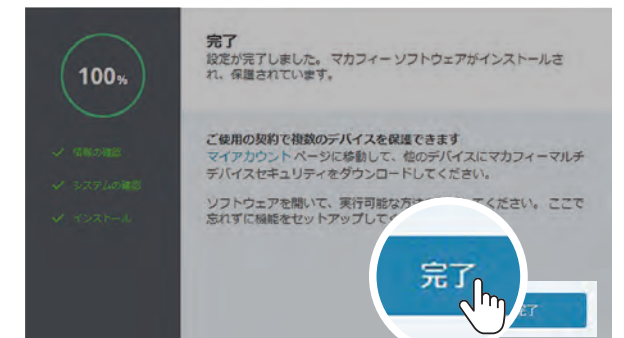 100%
✓ 情報の確認
✓ システムの確認
✓ インストール
完了
設定が完了しました。 マカフィー ソフトウェアがインストールさ
れ、保護されています。
ご使用の契約で複数のデバイスを保護できます
マイアカウント ページに移動して、他のデバイスにマカフィーマルチ
デバイスセキュリティをダウンロードしてください。
ソフトウェアを開いて、実行可能な方 てください。 ここで
忘れずに機能をセットアップして
完了
完了